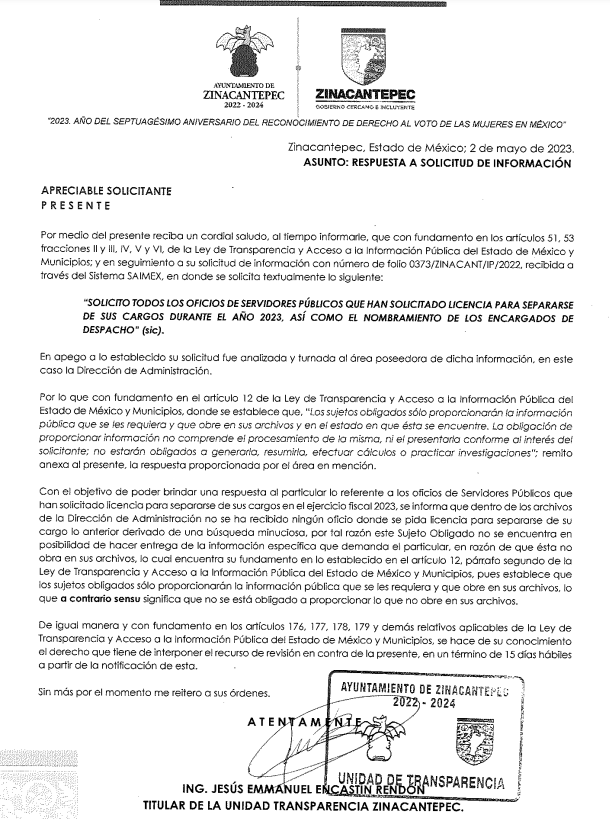 AYUNTAMIENTO DE
ZINACANTEPEC
2022 - 2024
ZINACANTEPEC
GOBIERNO CERCANO E INCLUYENTE
"2023. AÑO DEL SEPTUAGÉSIMO ANIVERSARIO DEL RECONOCIMIENTO DE DERECHO AL VOTO DE LAS MUJERES EN MÉXICO"
Zinacantepec, Estado de México; 2 de mayo de 2023.
ASUNTO: RESPUESTA A SOLICITUD DE INFORMACIÓN
APRECIABLE SOLICITANTE
P R E S E N T E
Por medio del presente reciba un cordial saludo, al tiempo informarle, que con fundamento en los artículos 51, 53
fracciones II y III, IV, V y VI, de la Ley de Transparencia y Acceso a la Información Pública del Estado de México y
Municipios; y en seguimiento a su solicitud de información con número de folio 0373/ZINACANT/IP/2022, recibida a
través del Sistema SAIMEX, en donde se solicita textualmente lo siguiente:
"SOLICITO TODOS LOS OFICIOS DE SERVIDORES PÚBLICOS QUE HAN SOLICITADO LICENCIA PARA SEPARARSE
DE SUS CARGOS DURANTE EL AÑO 2023, ASÍ COMO EL NOMBRAMIENTO DE LOS ENCARGADOS DE
DESPACHO" (sic).
En apego a lo establecido su solicitud fue analizada y turnada al área poseedora de dicha información, en este
caso la Dirección de Administración.
Por lo que con fundamento en el artículo 12 de la Ley de Transparencia y Acceso a la Información Pública del
Estado de México y Municipios, donde se establece que, "Los sujetos obligados sólo proporcionarán la información
pública que se les requiera y que obre en sus archivos y en el estado en que ésta se encuentre. La obligación de
proporcionar información no comprende el procesamiento de la misma, ni el presentarla conforme al interés del
solicitante; no estarán obligados a generarla, resumirla, efectuar cálculos o practicar investigaciones"; remito
anexa al presente, la respuesta proporcionada por el área en mención.
Con el objetivo de poder brindar una respuesta al particular lo referente a los oficios de Servidores Públicos que
han solicitado licencia para separarse de sus cargos en el ejercicio fiscal 2023, se informa que dentro de los archivos
de la Dirección de Administración no se ha recibido ningún oficio donde se pida licencia para separarse de su
cargo lo anterior derivado de una búsqueda minuciosa, por tal razón este Sujeto Obligado no se encuentra en
posibilidad de hacer entrega de la información específica que demanda el particular, en razón de que ésta no
obra en sus archivos, lo cual encuentra su fundamento en lo establecido en el artículo 12, párrafo segundo de la
Ley de Transparencia y Acceso a la Información Pública del Estado de México y Municipios, pues establece que
los sujetos obligados sólo proporcionarán la información pública que se les requiera y que obre en sus archivos, lo
que a contrario sensu significa que no se está obligado a proporcionar lo que no obre en sus archivos.
De igual manera y con fundamento en los artículos 176, 177, 178, 179 y demás relativos aplicables de la Ley de
Transparencia y Acceso a la Información Pública del Estado de México y Municipios, se hace de su conocimiento
el derecho que tiene de interponer el recurso de revisión en contra de la presente, en un término de 15 días hábiles
a partir de la notificación de esta.
Sin más por el momento me reitero a sus órdenes.
AYUNTAMIENTO DE ZINACANTEPEC
2022 - 2024
A T E N T A M E N T E
UNIDAD DE TRANSPARENCIA
ING. JESÚS EMMANUEL ENCASTIN RENDÓN
TITULAR DE LA UNIDAD TRANSPARENCIA ZINACANTEPEC.